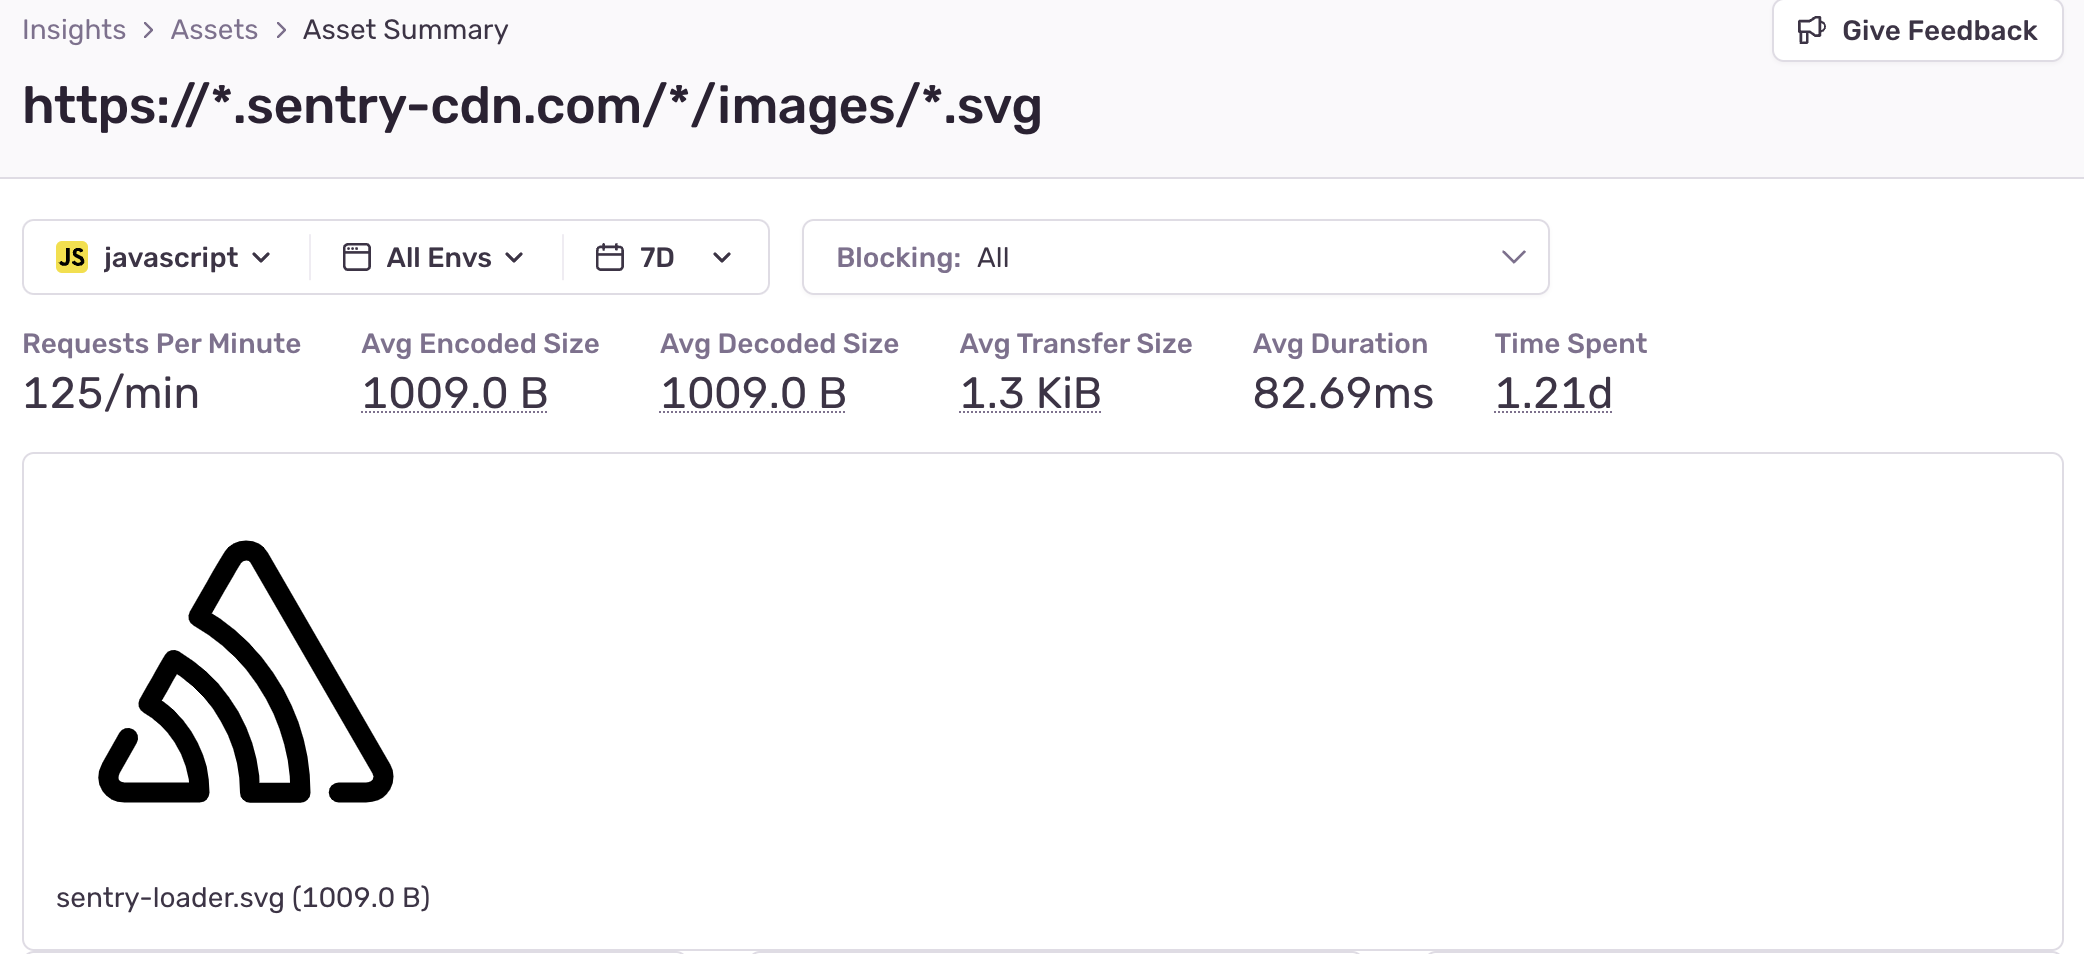 Insights > Assets > Asset Summary
Give Feedback
https://*.sentry-cdn.com/*/images/*.svg
JS javascript All Envs 7D Blocking: All
Requests Per Minute Avg Encoded Size Avg Decoded Size Avg Transfer Size Avg Duration Time Spent
125/min 1009.0 B 1009.0 B 1.3 KiB 82.69ms 1.21d
sentry-loader.svg (1009.0 B)